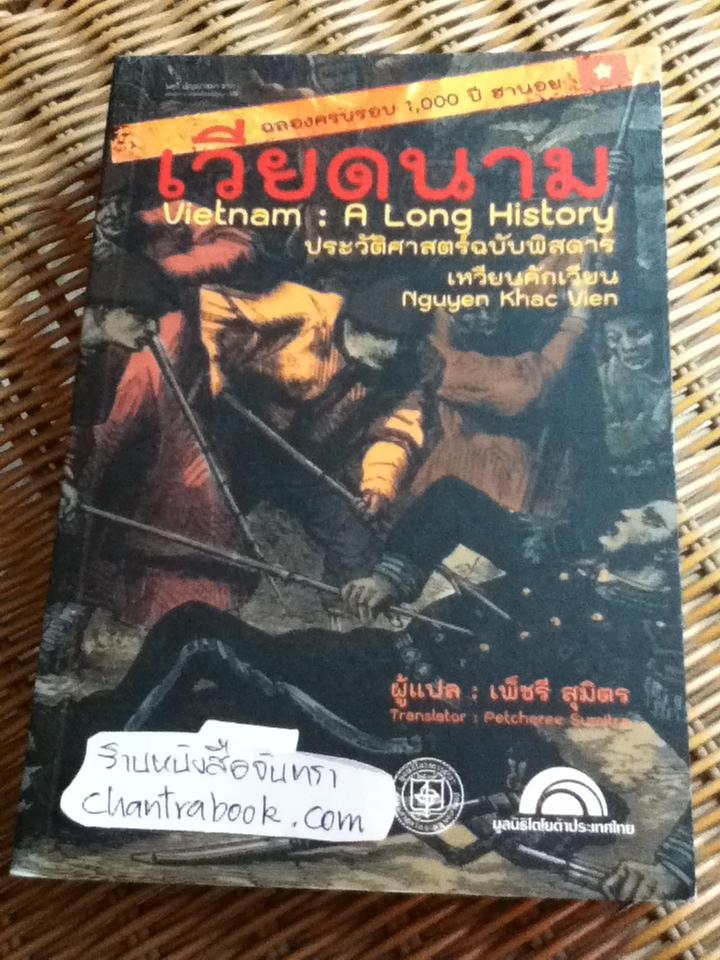 ฉลองครบรอบ 1,000 ปี ฮานอย
เวียดนาม
Vietnam : A Long History
ประวัติศาสตร์ฉบับพิสดาร
เหวียนคักเวียน
Nguyen Khac Vien
ผู้แปล : เพ็ชรี สุมิตร
Translator : Petcheree Sumitra
ร้านหนังสือจันทรา
chantrabook.com
มูลนิธิโตโยต้าประเทศไทย